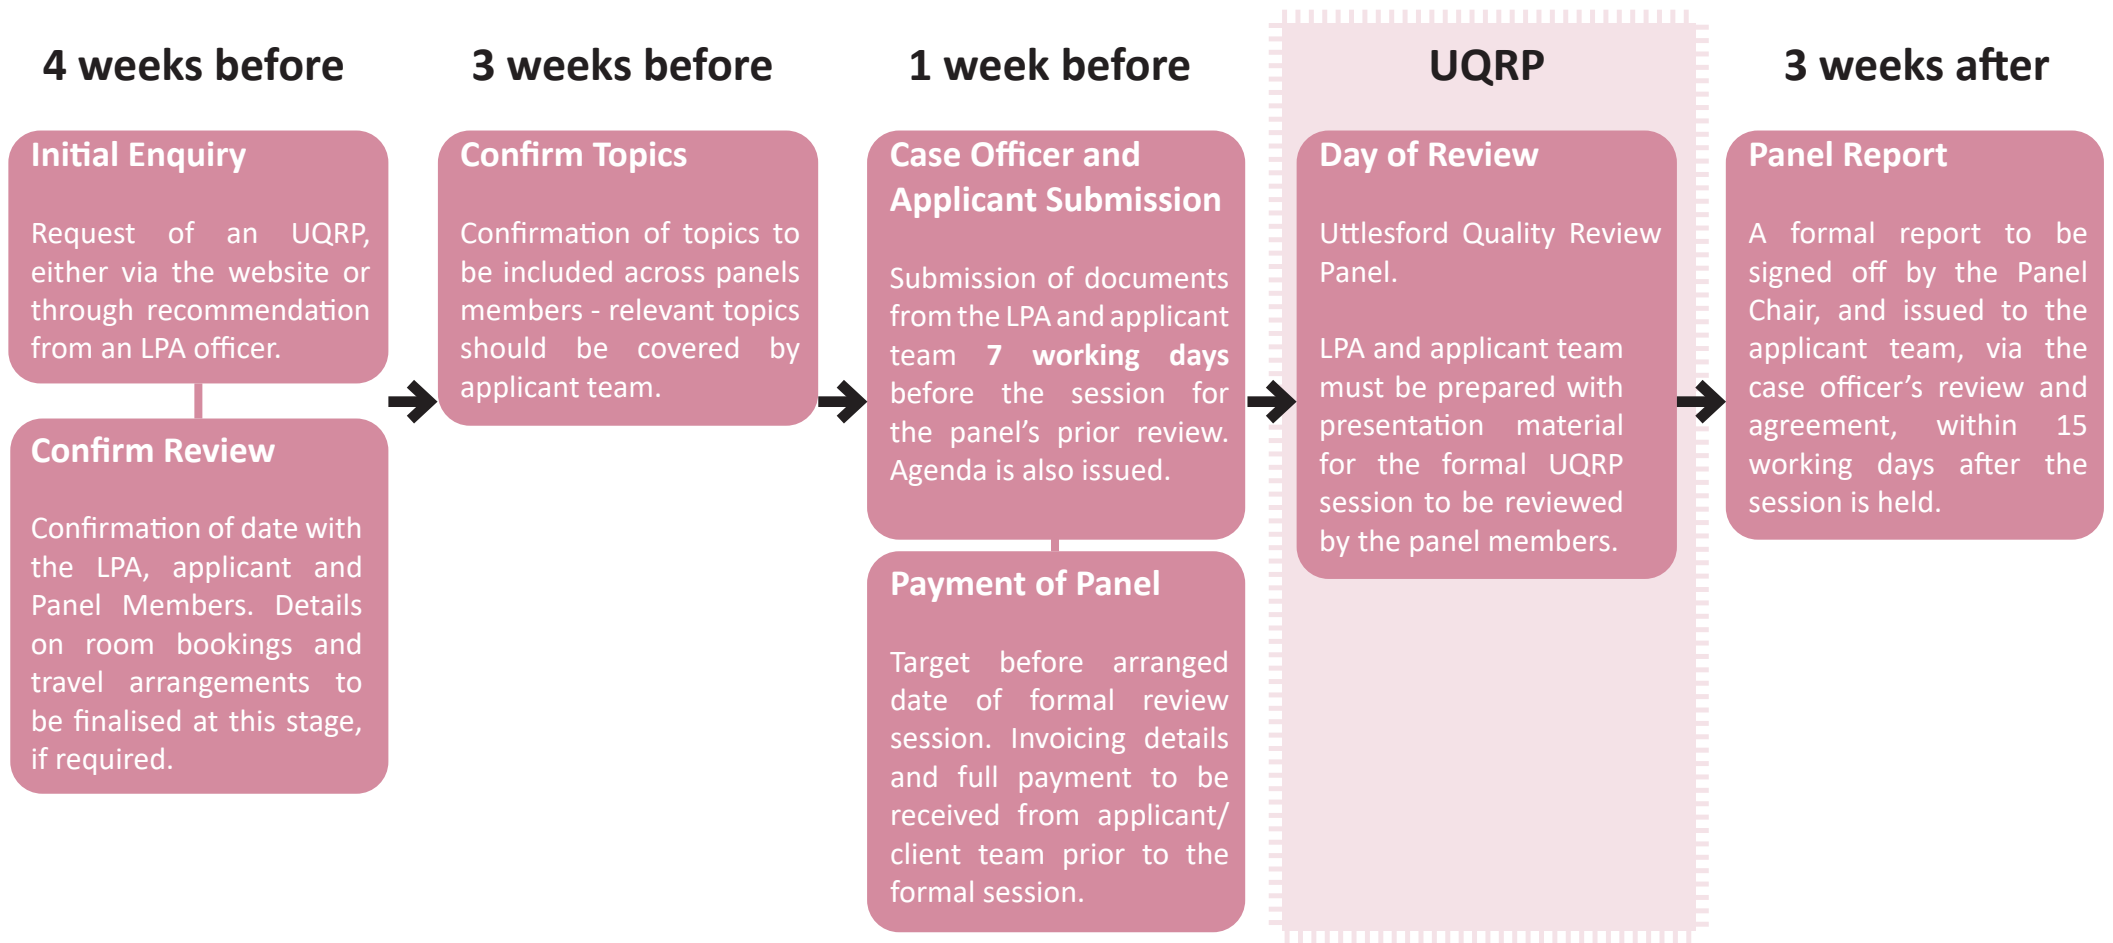 4 weeks before
Initial Enquiry
Request of an UQRP,
either via the website or
through recommendation
from an LPA officer.
Confirm Review
Confirmation of date with
the LPA, applicant and
Panel Members. Details
on room bookings and
travel arrangements to
be finalised at this stage,
if required.
3 weeks before
Confirm Topics
Confirmation of topics to
be included across panels
members - relevant topics
should be covered by
applicant team.
1 week before
Case Officer and
Applicant Submission
Submission of documents
from the LPA and applicant
team 7 working days
before the session for
the panel's prior review.
Agenda is also issued.
Payment of Panel
Target before arranged
date of formal review
session. Invoicing details
and full payment to be
received from applicant/
client team prior to the
formal session.
UQRP
Day of Review
Uttlesford Quality Review
Panel.
LPA and applicant team
must be prepared with
presentation material
for the formal UQRP
session to be reviewed
by the panel members.
3 weeks after
Panel Report
A formal report to be
signed off by the Panel
Chair, and issued to the
applicant team, via the
case officer's review and
agreement, within 15
working days after the
session is held.